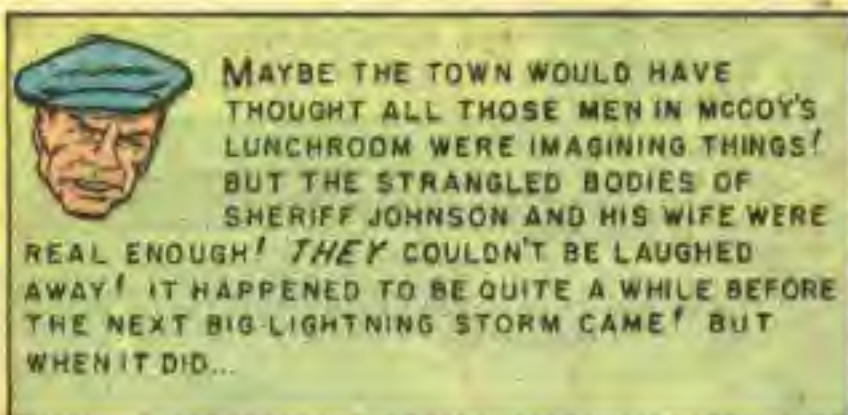 MAYBE THE TOWN WOULD HAVE
THOUGHT ALL THOSE MEN IN MCCOY'S
LUNCHROOM WERE IMAGINING THINGS!
BUT THE STRANGLED BODIES OF
SHERIFF JOHNSON AND HIS WIFE WERE
REAL ENOUGH! THEY COULDN'T BE LAUGHED
AWAY! IT HAPPENED TO BE QUITE A WHILE BEFORE
THE NEXT BIG LIGHTNING STORM CAME! BUT
WHEN IT DID...